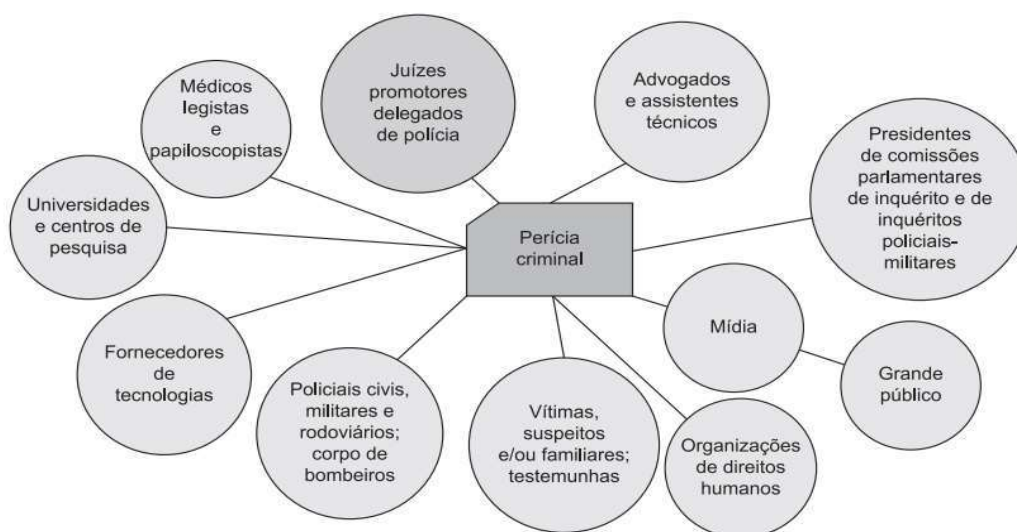 Juízes
promotores
delegados
de polícia
Advogados
e assistentes
técnicos
Médicos
legistas
e
papiloscopistas
Presidentes
de comissões
parlamentares
de inquérito e de
inquéritos
policiais-
militares
Universidades
e centros de
pesquisa
Perícia
criminal
Mídia
Fornecedores
de
tecnologias
Grande
público
Policiais civis,
militares e
rodoviários;
corpo de
bombeiros
Vítimas,
suspeitos
e/ou familiares;
testemunhas
Organizações
de direitos
humanos